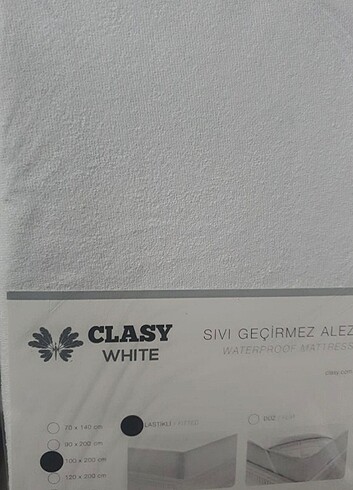 CLASY
WHITE
SIVI GEÇİRMEZ ALEZ
WATERPROOF MATTRESS
70 x 140 cm
90 x 200 cm
100 x 200 cm
120 x 200 cm
LASTİKLİ / FITTED
DÜZ /